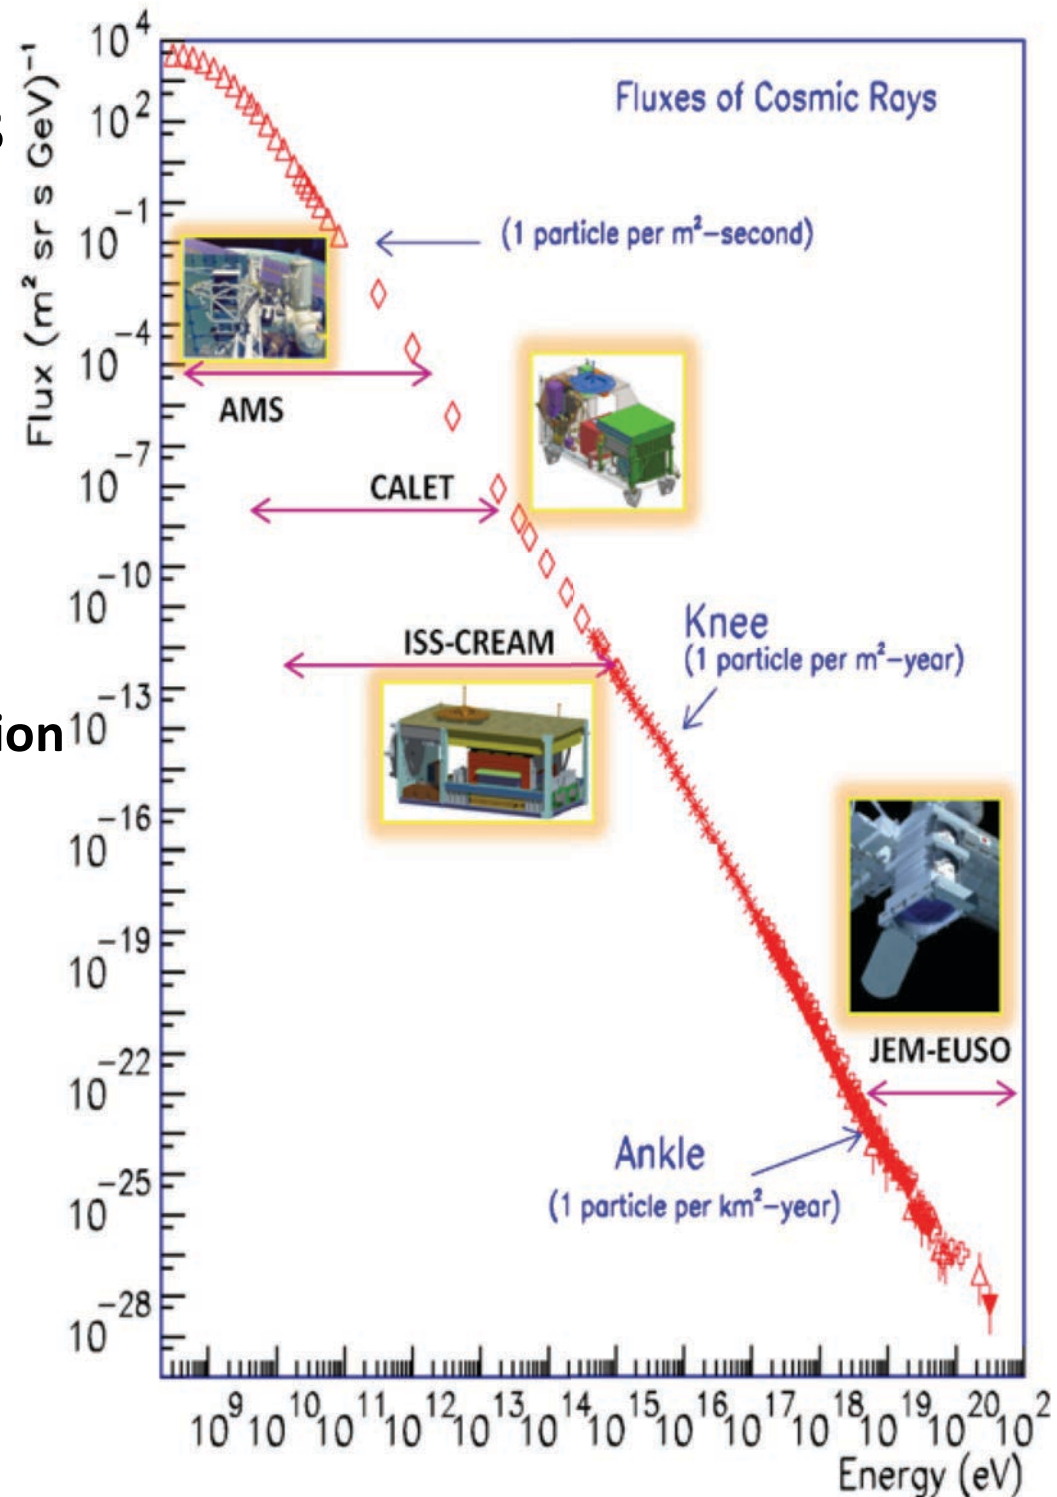 Fluxes of Cosmic Rays
Flux (m² sr s GeV)⁻¹
10⁴
10²
10⁻¹
10⁻⁴
10⁻⁷
10⁻¹⁰
10⁻¹³
10⁻¹⁶
10⁻¹⁹
10⁻²²
10⁻²⁵
10⁻²⁸
(1 particle per m²−second)
AMS
CALET
ISS-CREAM
Knee
(1 particle per m²−year)
ion
JEM-EUSO
Ankle
(1 particle per km²−year)
10⁹ 10¹⁰ 10¹¹ 10¹² 10¹³ 10¹⁴ 10¹⁵ 10¹⁶ 10¹⁷ 10¹⁸ 10¹⁹ 10²⁰ 10²
Energy (eV)